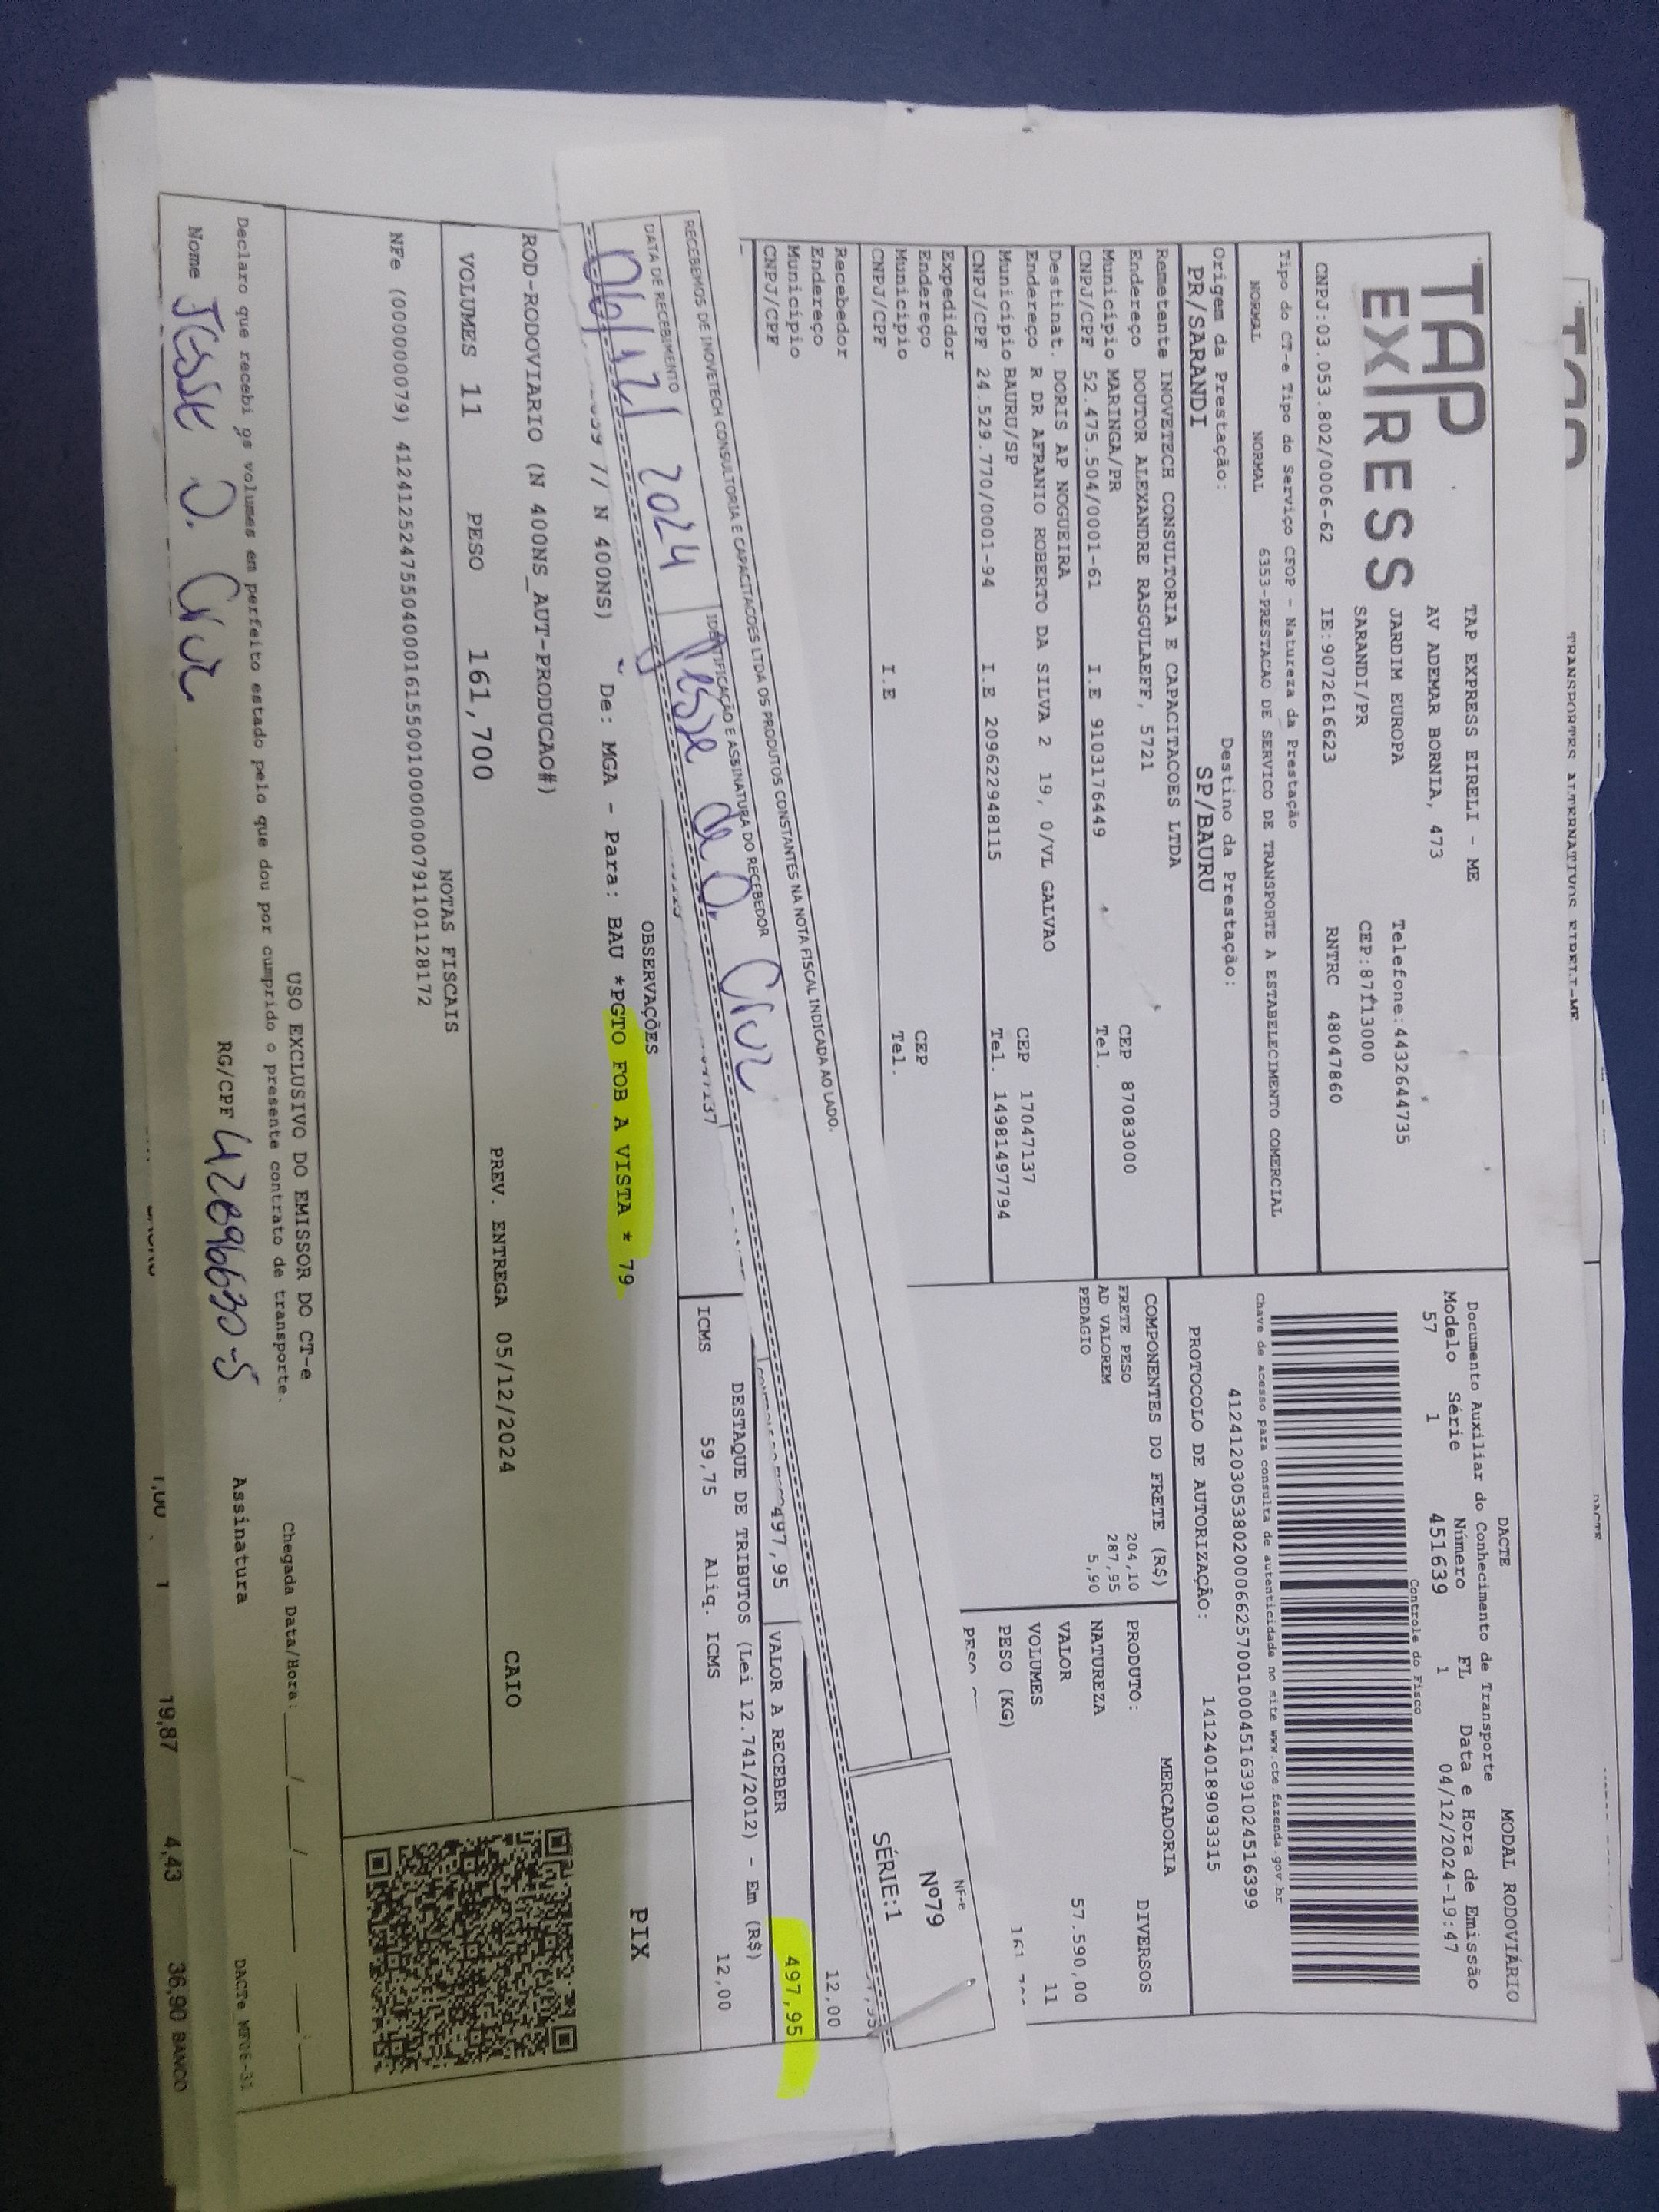 TRANSPORTES ALTERNATIVOS EIRELI-ME
DACTE
TAP
EXPRESS
TAP EXPRESS EIRELI - ME
AV ADEMAR BORNIA, 473
JARDIM EUROPA
SARANDI/PR
Telefone:4432644735
CEP:87113000
CNPJ:03.053.802/0006-62 IE:9072616623 RNTRC 48047860
DACTE MODAL RODOVIÁRIO
Documento Auxiliar do Conhecimento de Transporte
Modelo Série Número FL Data e Hora de Emissão
57 1 451639 1 04/12/2024-19:47
Controle do Fisco
Chave de acesso para consulta de autenticidade no site www.cte.fazenda.gov.br
41241203053802000662570010004516391024516399
PROTOCOLO DE AUTORIZAÇÃO: 141240189093315
Tipo do CT-e Tipo do Serviço CFOP - Natureza da Prestação
NORMAL NORMAL 6353-PRESTACAO DE SERVICO DE TRANSPORTE A ESTABELECIMENTO COMERCIAL
Origem da Prestação: Destino da Prestação:
PR/SARANDI SP/BAURU
Remetente INOVETECH CONSULTORIA E CAPACITACOES LTDA
Endereço DOUTOR ALEXANDRE RASGULAEFF, 5721 CEP 87083000
Município MARINGA/PR Tel.
CNPJ/CPF 52.475.504/0001-61 I.E 9103176449
Destinat. DORIS AP NOGUEIRA
Endereço R DR AFRANIO ROBERTO DA SILVA 2 19, 0/VL GALVAO CEP 17047137
Município BAURU/SP Tel. 14981497794
CNPJ/CPF 24.529.770/0001-94 I.E 209622948115
Expedidor
Endereço CEP
Município Tel.
CNPJ/CPF I.E
Recebedor
Endereço
Município
CNPJ/CPF
COMPONENTES DO FRETE (R$)
FRETE PESO 204,10
AD VALOREM 287,95
PEDAGIO 5,90
MERCADORIA
PRODUTO: DIVERSOS
NATUREZA
VALOR 57.590,00
VOLUMES 11
PESO (KG)
PESO
12,00
497,95 VALOR A RECEBER 497,95
DESTAQUE DE TRIBUTOS (Lei 12.741/2012) - Em (R$)
ICMS 59,75 Aliq. ICMS 12,00
RECEBEMOS DE INOVETECH CONSULTORIA E CAPACITACOES LTDA OS PRODUTOS CONSTANTES NA NOTA FISCAL INDICADA AO LADO.
DATA DE RECEBIMENTO IDENTIFICAÇÃO E ASSINATURA DO RECEBEDOR
06/12/2024 Jesse de O. Cruz
NF-e
Nº79
SÉRIE:1
OBSERVAÇÕES
// N 400NS) De: MGA - Para: BAU *PGTO FOB A VISTA * 79
ROD-RODOVIARIO (N 400NS_AUT-PRODUCAO#)
PIX
VOLUMES 11 PESO 161,700 PREV. ENTREGA 05/12/2024 CAIO
NOTAS FISCAIS
NFe (000000079) 41241252475504000161550010000000791101128172
USO EXCLUSIVO DO EMISSOR DO CT-e
Declaro que recebi os volumes em perfeito estado pelo que dou por cumprido o presente contrato de transporte.
Chegada Data/Hora: ____/____/______ ____:____
Nome Jesse O. Cruz RG/CPF 42696630-5 Assinatura
DACTe_MF06-31
1,00 1 19,87 4,43 36,90 BANCO